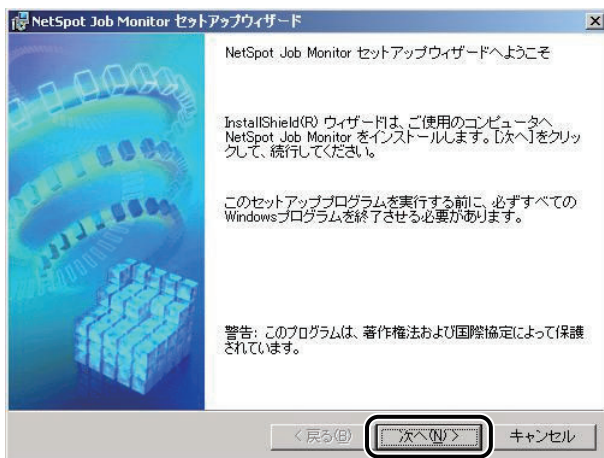 NetSpot Job Monitor セットアップウィザード
NetSpot Job Monitor セットアップウィザードへようこそ
InstallShield(R) ウィザードは、ご使用のコンピュータへ
NetSpot Job Monitor をインストールします。[次へ]をクリッ
クして、続行してください。
このセットアッププログラムを実行する前に、必ずすべての
Windowsプログラムを終了させる必要があります。
警告: このプログラムは、著作権法および国際協定によって保護
されています。
< 戻る(B)
次へ(N) >
キャンセル